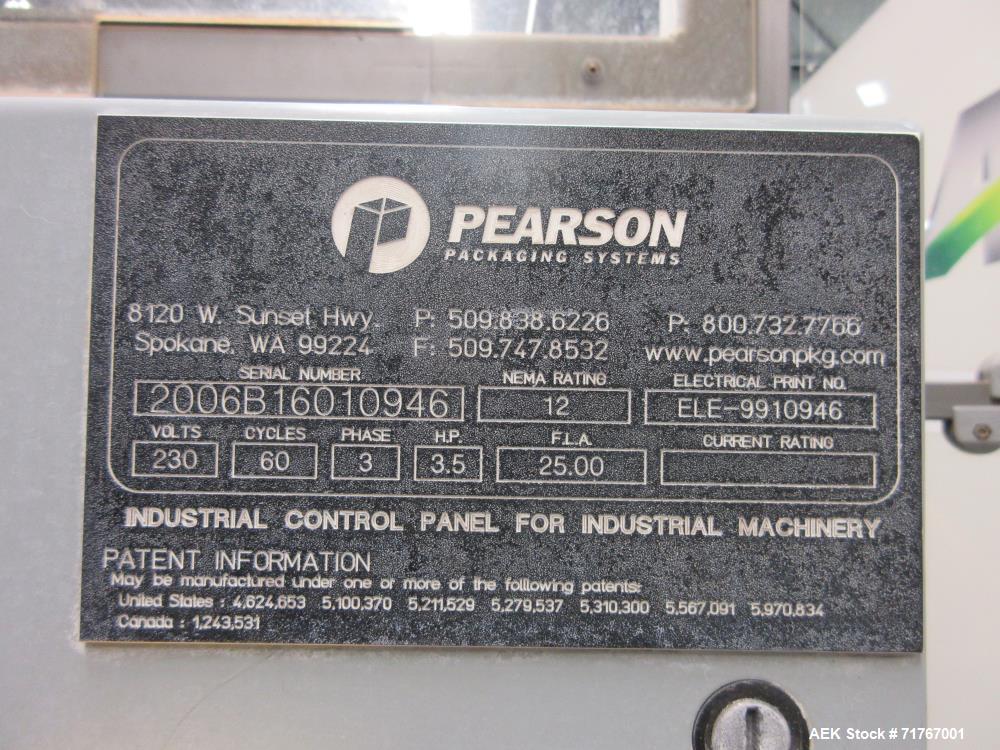 PEARSON
PACKAGING SYSTEMS
8120 W. Sunset Hwy. P: 509.838.6226 P: 800.732.7766
Spokane, WA 99224 F: 509.747.8532 www.pearsonpkg.com
SERIAL NUMBER NEMA RATING ELECTRICAL PRINT NO.
2006B16010946 12 ELE-9910946
VOLTS CYCLES PHASE H.P. F.L.A. CURRENT RATING
230 60 3 3.5 25.00
INDUSTRIAL CONTROL PANEL FOR INDUSTRIAL MACHINERY
PATENT INFORMATION
May be manufactured under one or more of the folllowing patents:
United States : 4,624,653 5,100,370 5,211,529 5,279,537 5,310,300 5,567,091 5,970,834
Canada : 1,243,531
AEK Stock # 71767001